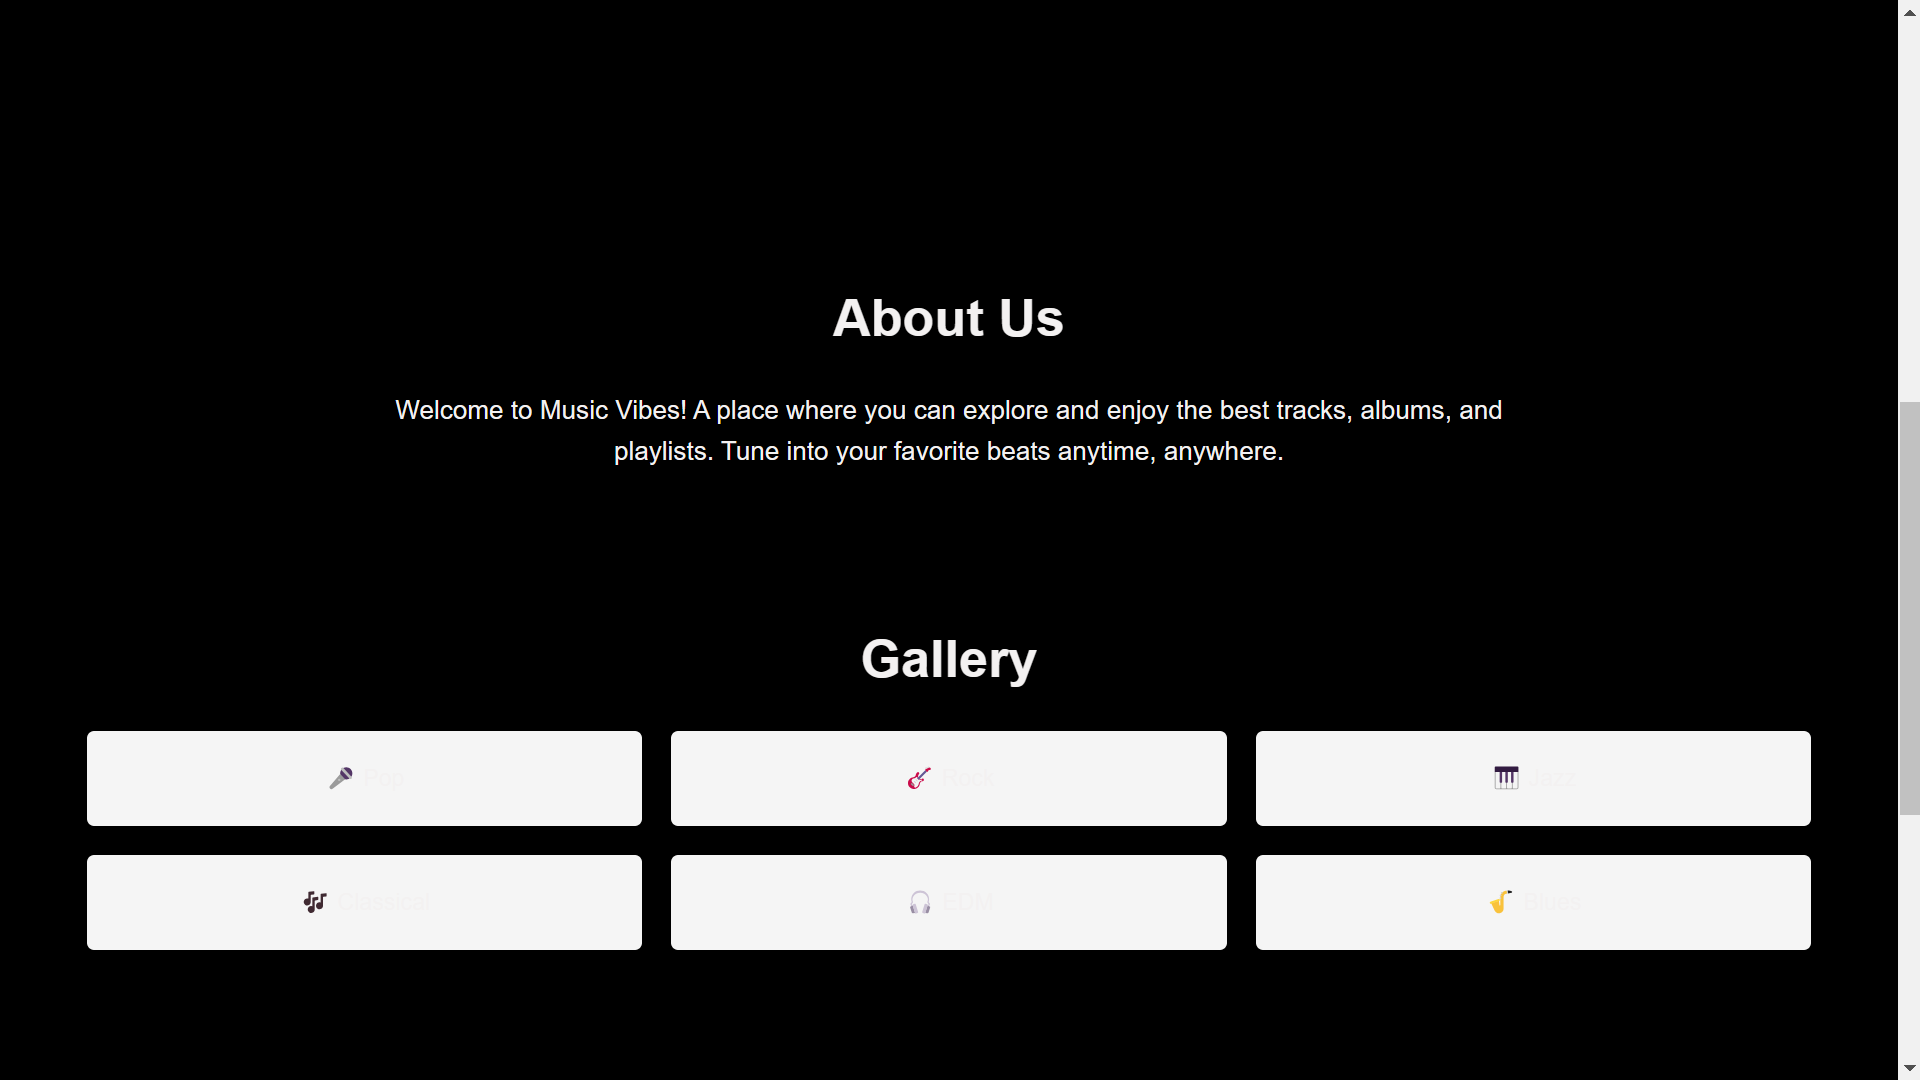 About Us
Welcome to Music Vibes! A place where you can explore and enjoy the best tracks, albums, and
playlists. Tune into your favorite beats anytime, anywhere.
Gallery
🎤 Pop
🎸 Rock
🎹 Jazz
🎶 Classical
🎧 EDM
🎷 Blues